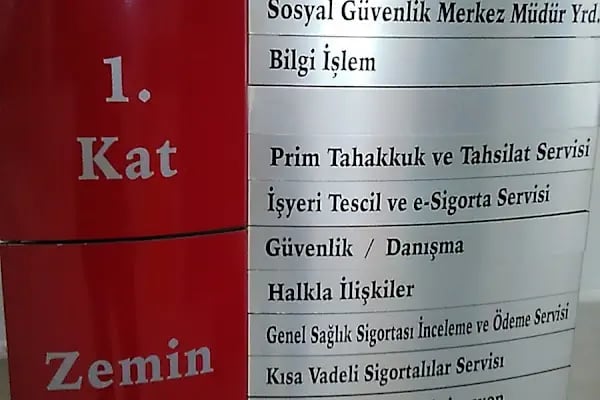 Sosyal Güvenlik Merkez Müdür Yrd.
Bilgi İşlem
1.
Kat
Prim Tahakkuk ve Tahsilat Servisi
İşyeri Tescil ve e-Sigorta Servisi
Güvenlik / Danışma
Halkla İlişkiler
Genel Sağlık Sigortası İnceleme ve Ödeme Servisi
Zemin
Kısa Vadeli Sigortalılar Servisi